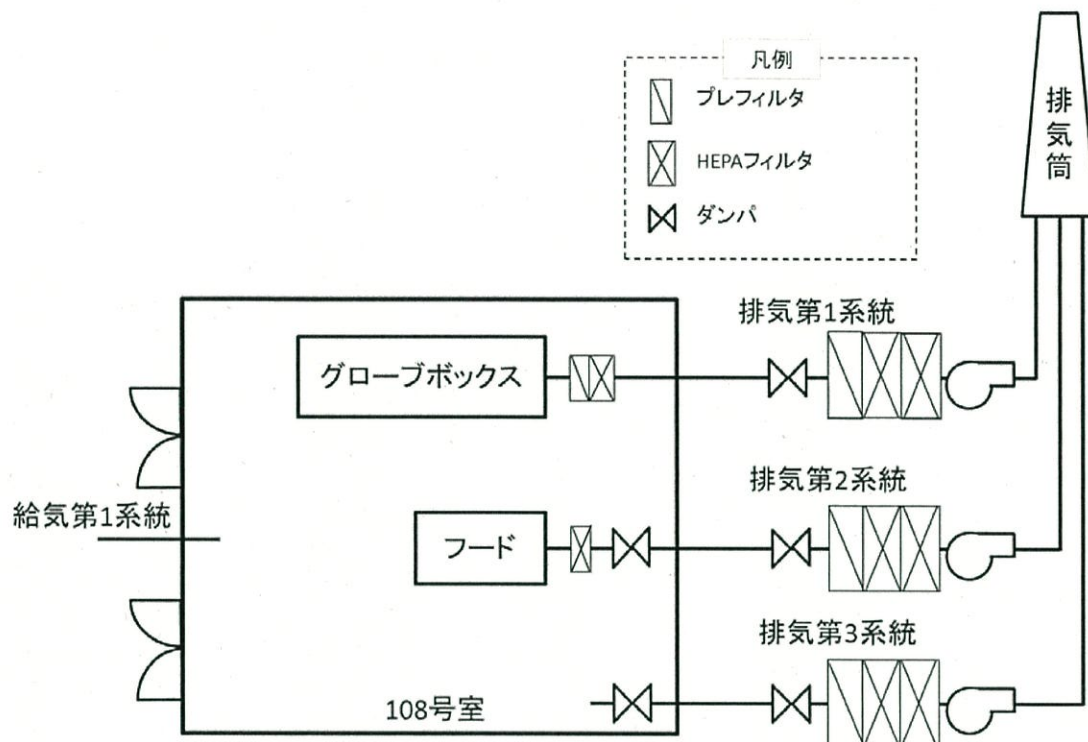 凡例
プレフィルタ
HEPAフィルタ
ダンパ
排気筒
排気第1系統
グローブボックス
排気第2系統
給気第1系統
フード
排気第3系統
108号室